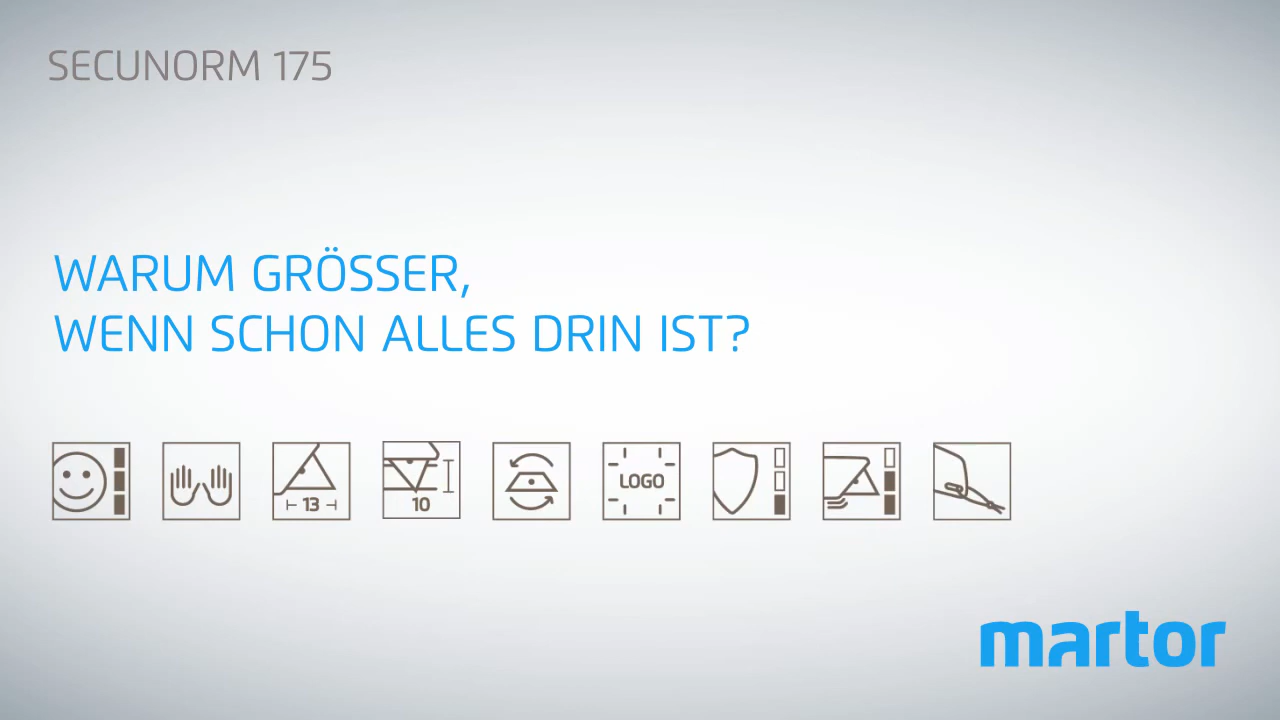 SECUNORM 175
WARUM GRÖSSER,
WENN SCHON ALLES DRIN IST?
13
10
LOGO
martor